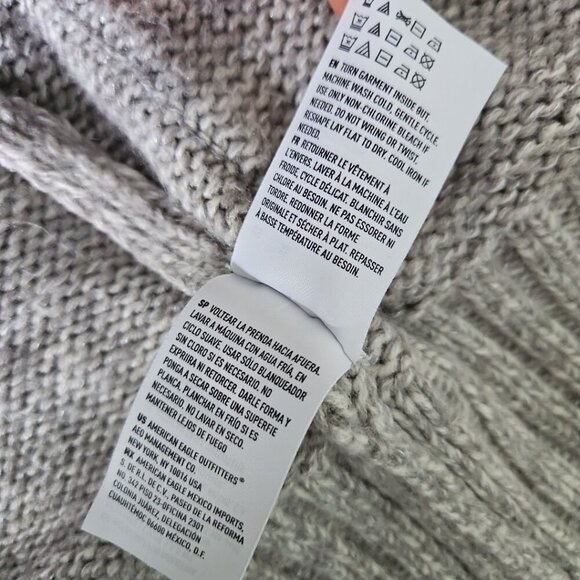 EN TURN GARMENT INSIDE OUT.
MACHINE WASH COLD, GENTLE CYCLE.
USE ONLY NON-CHLORINE BLEACH IF
NEEDED. DO NOT WRING OR TWIST.
RESHAPE LAY FLAT TO DRY. COOL IRON IF
NEEDED.
FR RETOURNER LE VÊTEMENT À
L'ENVERS, LAVER À LA MACHINE À L'EAU
FROIDE, CYCLE DÉLICAT. BLANCHIR SANS
CHLORE AU BESOIN. NE PAS ESSORER NI
TORDRE, REDONNER LA FORME
ORIGINALE ET SÉCHER À PLAT. REPASSER
À BASSE TEMPÉRATURE AU BESOIN.
SP VOLTEAR LA PRENDA HACIA AFUERA.
LAVAR A MÁQUINA CON AGUA FRÍA, EN
CICLO SUAVE. USAR SÓLO BLANQUEADOR
SIN CLORO SI ES NECESARIO. NO
EXPRIIRA NI RETORCER. DARLE FORMA Y
PONGA A SECAR SOBRE UNA SUPERFIE
PLANCA. PLANCHAR EN FRÍO SI ES
NECESARIO. NO LAVAR EN SECO.
MANTENER LEJOS DE FUEGO
US AMERICAN EAGLE OUTFITTERS®
AEO MANAGEMENT CO.
NEW YORK, NY 10016 USA
MX AMERICAN EAGLE MEXICO IMPORTS,
S. DE R.L. DE C.V. PASEO DE LA REFORMA
NO. 342 PISO 23-OFICINA 2301
COLONIA JUAREZ, DELEGACIÓN
CUAUHTÉMOC 06600 MÉXICO, D.F.